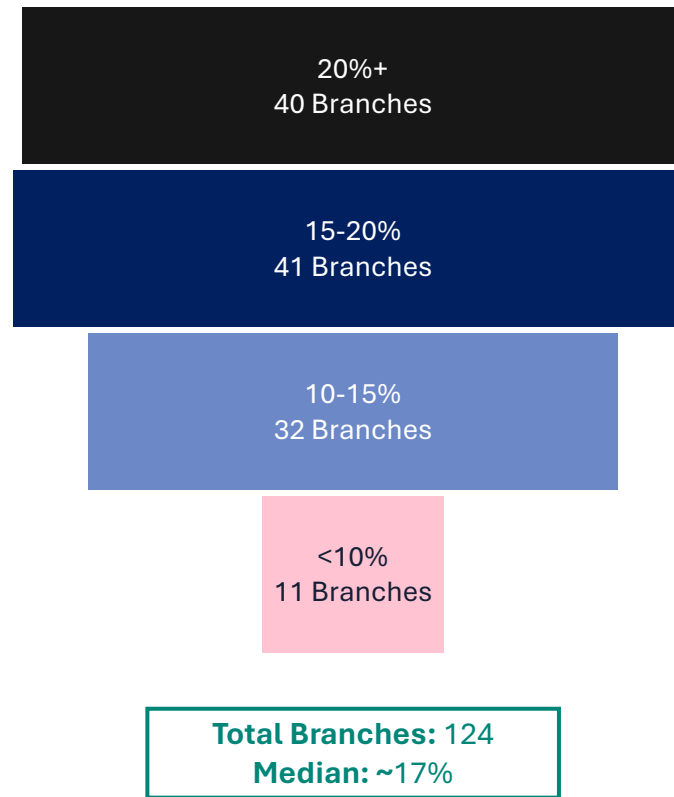 20%+
40 Branches
15-20%
41 Branches
10-15%
32 Branches
<10%
11 Branches
Total Branches: 124
Median: ~17%